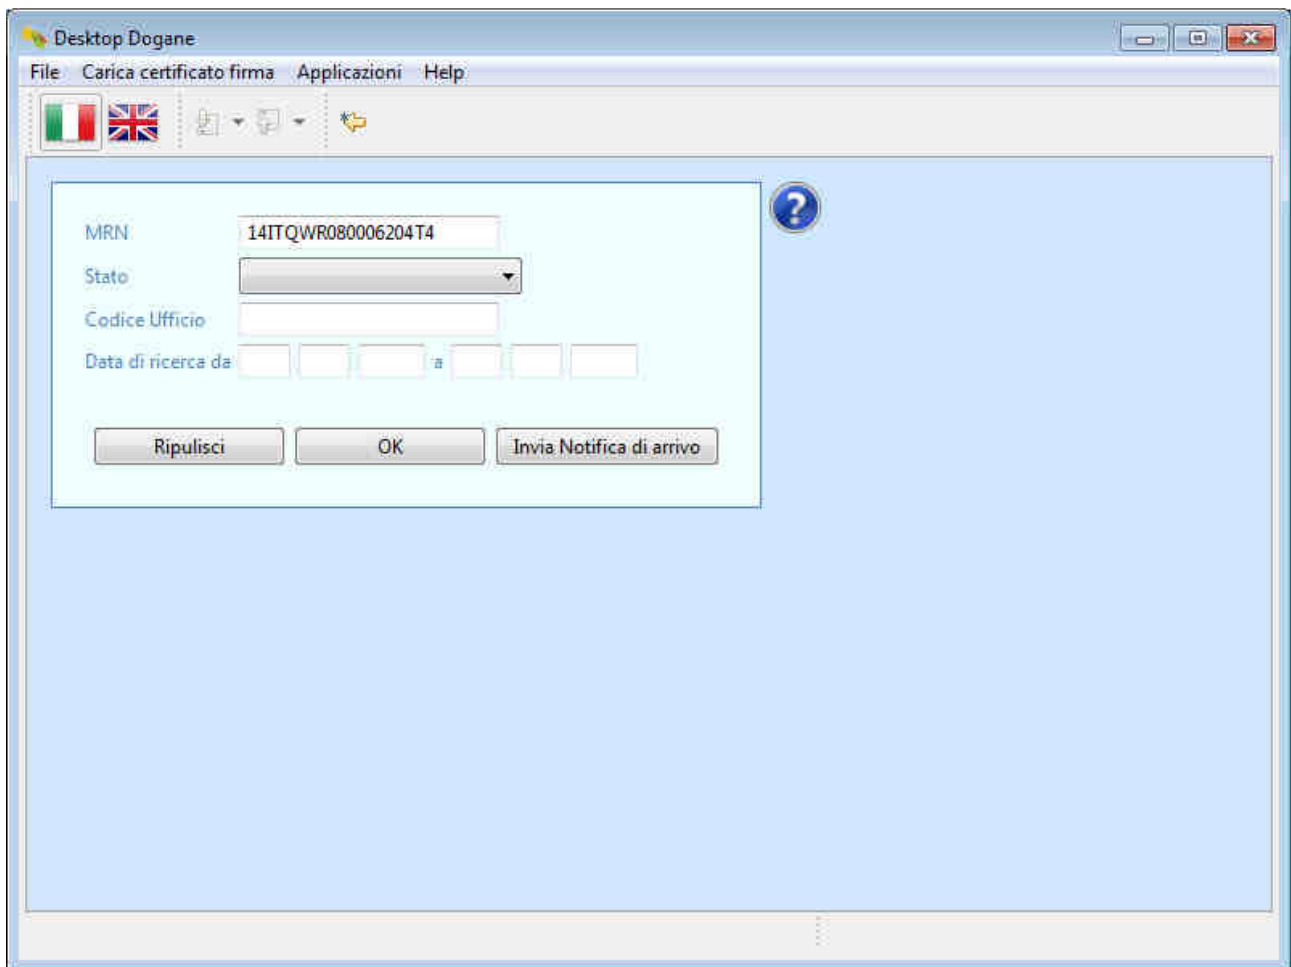 Desktop Dogane
File Carica certificato firma Applicazioni Help
MRN 14ITQWR080006204T4
Stato
Codice Ufficio
Data di ricerca da a
Ripulisci OK Invia Notifica di arrivo